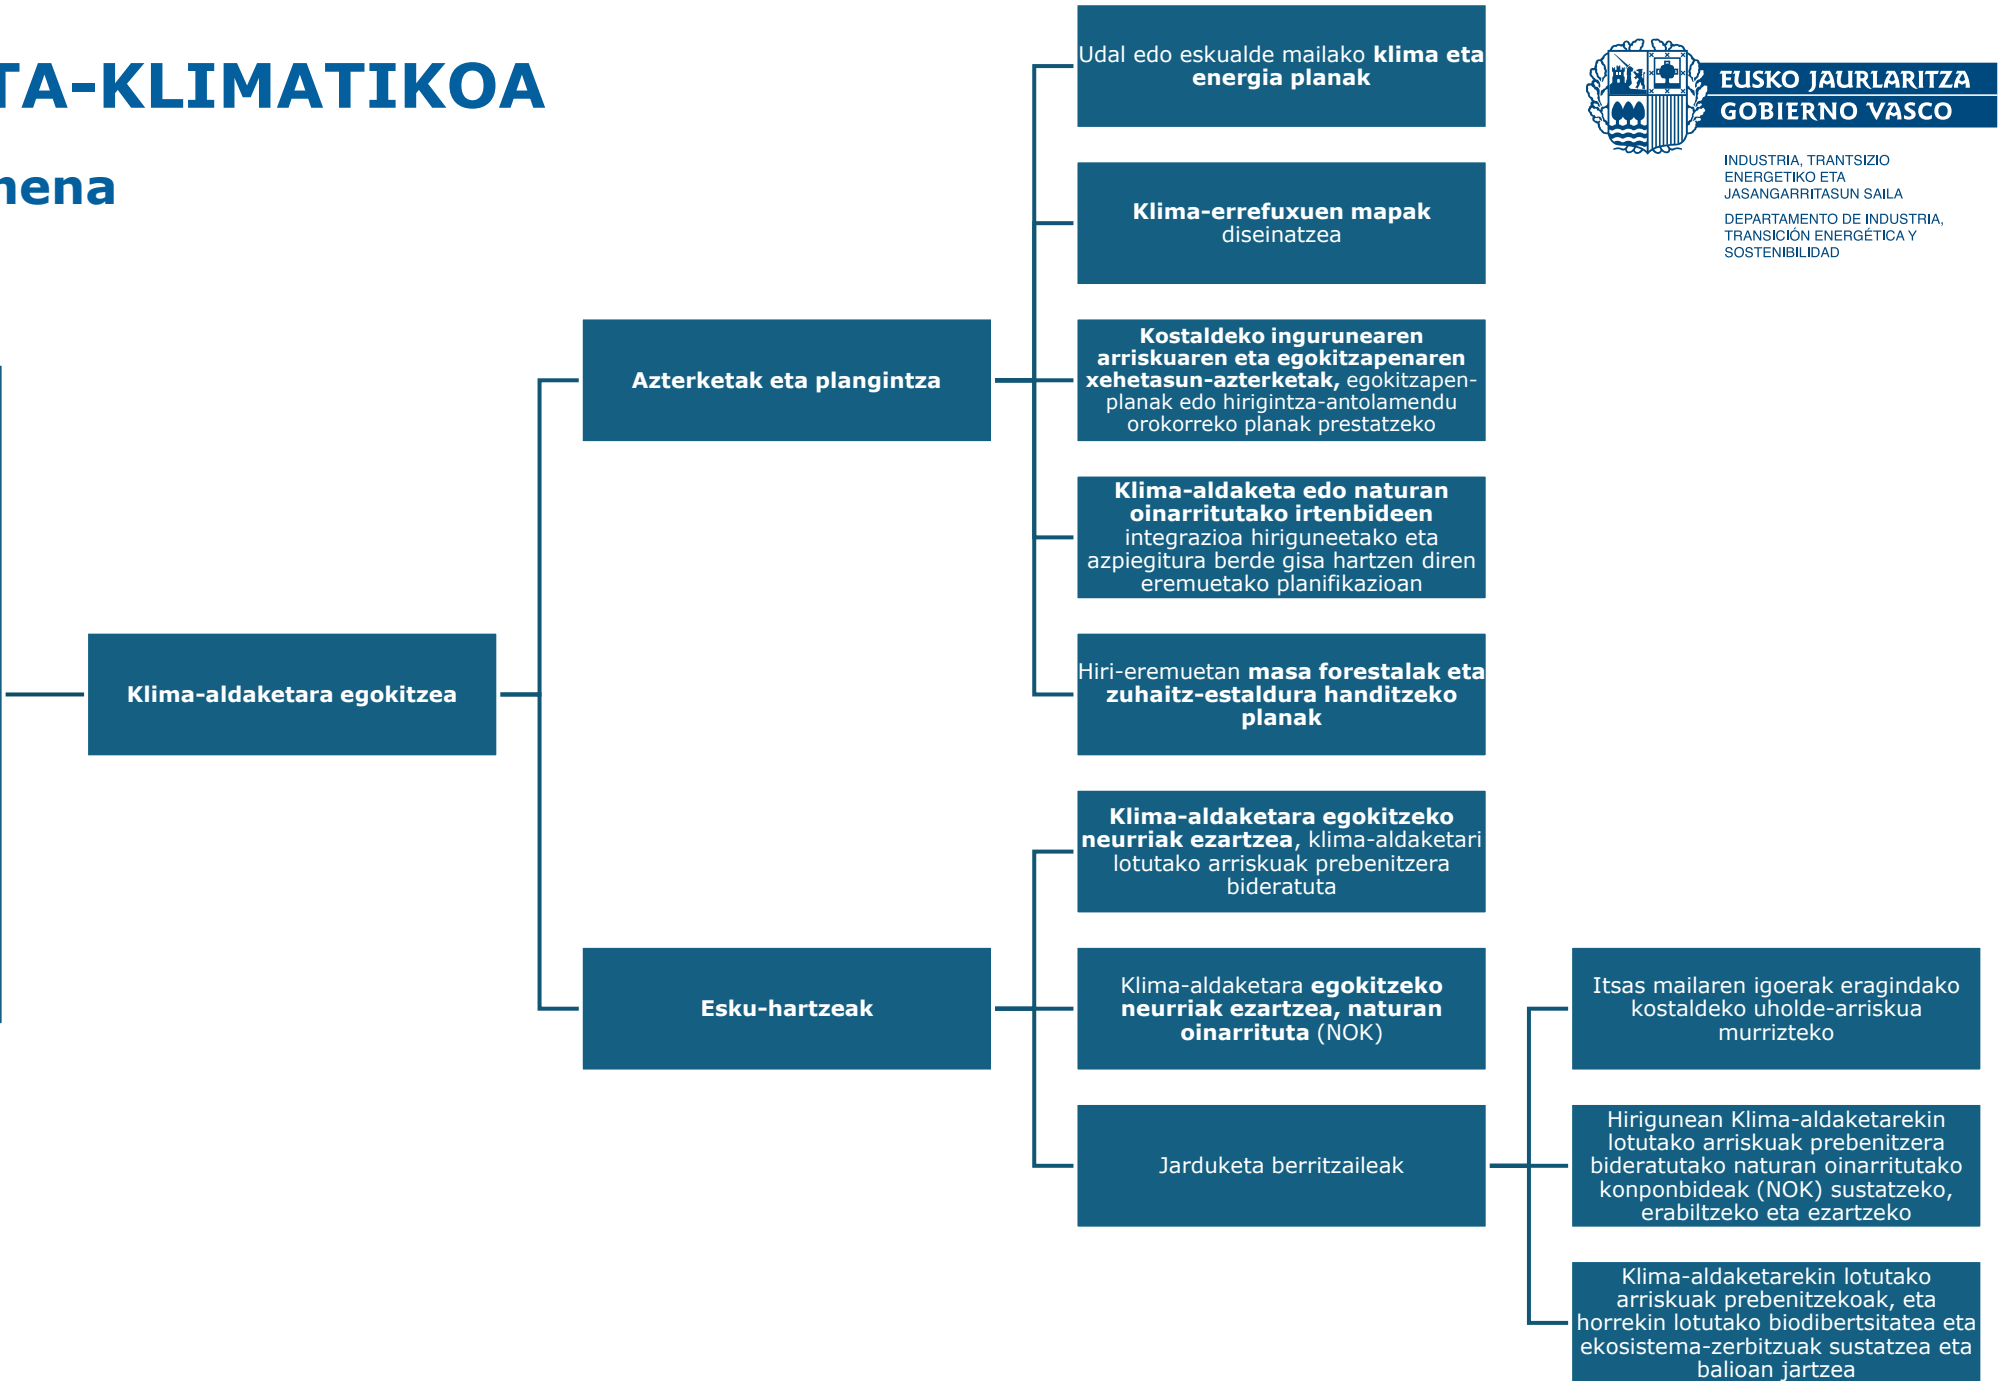 TA-KLIMATIKOA
mena
EUSKO JAURLARITZA
GOBIERNO VASCO
INDUSTRIA, TRANTSIZIO
ENERGETIKO ETA
JASANGARRITASUN SAILA
DEPARTAMENTO DE INDUSTRIA,
TRANSICIÓN ENERGÉTICA Y
SOSTENIBILIDAD
Klima-aldaketara egokitzea
Azterketak eta plangintza
Udal edo eskualde mailako klima eta
energia planak
Klima-errefuxuen mapak
diseinatzea
Kostaldeko ingurunearen
arriskuaren eta egokitzapenaren
xehetasun-azterketak, egokitzapen-
planak edo hirigintza-antolamendu
orokorreko planak prestatzeko
Klima-aldaketa edo naturan
oinarritutako irtenbideen
integrazioa hiriguneetako eta
azpiegitura berde gisa hartzen diren
eremuetako planifikazioan
Hiri-eremuetan masa forestalak eta
zuhaitz-estaldura handitzeko
planak
Esku-hartzeak
Klima-aldaketara egokitzeko
neurriak ezartzea, klima-aldaketari
lotutako arriskuak prebenitzera
bideratuta
Klima-aldaketara egokitzeko
neurriak ezartzea, naturan
oinarrituta (NOK)
Jarduketa berritzaileak
Itsas mailaren igoerak eragindako
kostaldeko uholde-arriskua
murrizteko
Hirigunean Klima-aldaketarekin
lotutako arriskuak prebenitzera
bideratutako naturan oinarritutako
konponbideak (NOK) sustatzeko,
erabiltzeko eta ezartzeko
Klima-aldaketarekin lotutako
arriskuak prebenitzekoak, eta
horrekin lotutako biodibertsitatea eta
ekosistema-zerbitzuak sustatzea eta
balioan jartzea